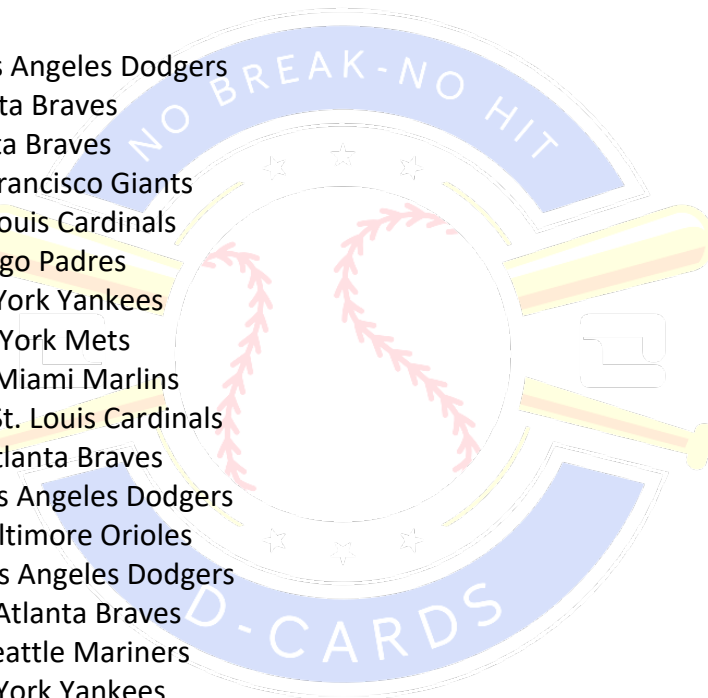 s Angeles Dodgers
ta Braves
ta Braves
rancisco Giants
ouis Cardinals
go Padres
York Yankees
York Mets
Miami Marlins
St. Louis Cardinals
tlanta Braves
s Angeles Dodgers
ltimore Orioles
s Angeles Dodgers
Atlanta Braves
eattle Mariners
York Yankees
NO BREAK-NO HIT
D-CARDS